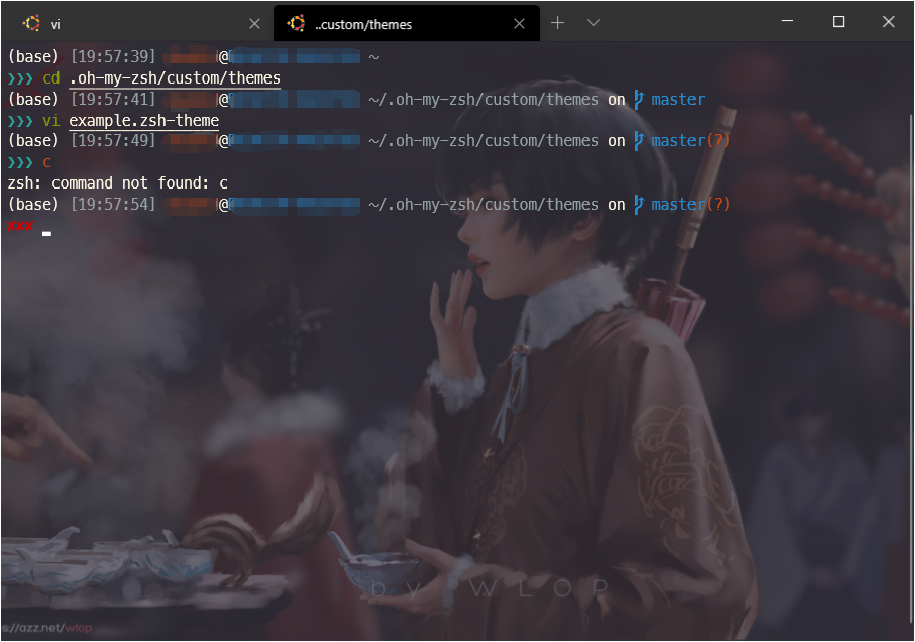 vi
..custom/themes
(base) [19:57:39] @ ~
❯❯❯ cd .oh-my-zsh/custom/themes
(base) [19:57:41] @ ~/.oh-my-zsh/custom/themes on master
❯❯❯ vi example.zsh-theme
(base) [19:57:49] @ ~/.oh-my-zsh/custom/themes on master(?)
❯❯❯ c
zsh: command not found: c
(base) [19:57:54] @ ~/.oh-my-zsh/custom/themes on master(?)
xxx
by WLOP
s://azz.net/wlop